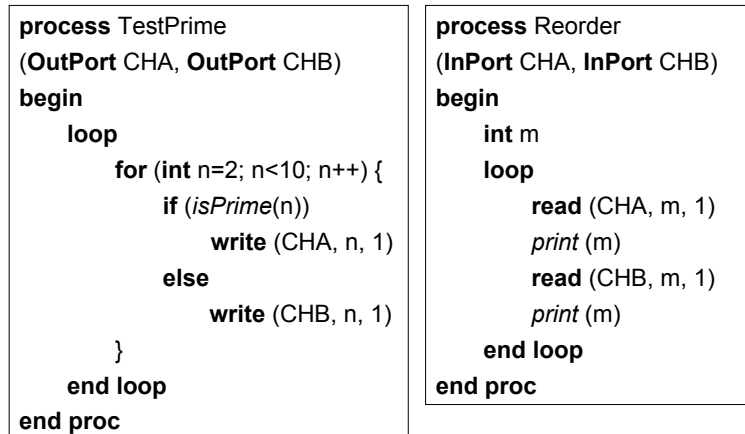 process TestPrime
(OutPort CHA, OutPort CHB)
begin
loop
for (int n=2; n<10; n++) {
if (isPrime(n))
write (CHA, n, 1)
else
write (CHB, n, 1)
}
end loop
end proc
process Reorder
(InPort CHA, InPort CHB)
begin
int m
loop
read (CHA, m, 1)
print (m)
read (CHB, m, 1)
print (m)
end loop
end proc